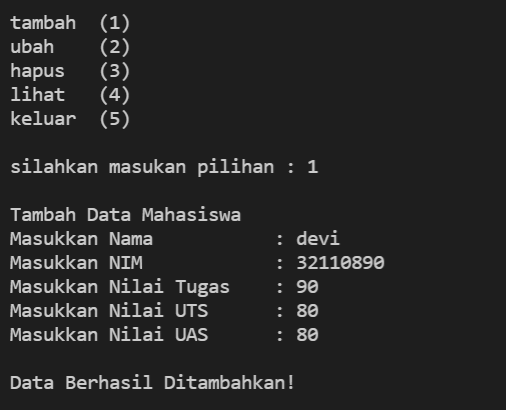 tambah  (1)
ubah    (2)
hapus   (3)
lihat   (4)
keluar  (5)
silahkan masukan pilihan : 1
Tambah Data Mahasiswa
Masukkan Nama           : devi
Masukkan NIM            : 32110890
Masukkan Nilai Tugas    : 90
Masukkan Nilai UTS      : 80
Masukkan Nilai UAS      : 80
Data Berhasil Ditambahkan!